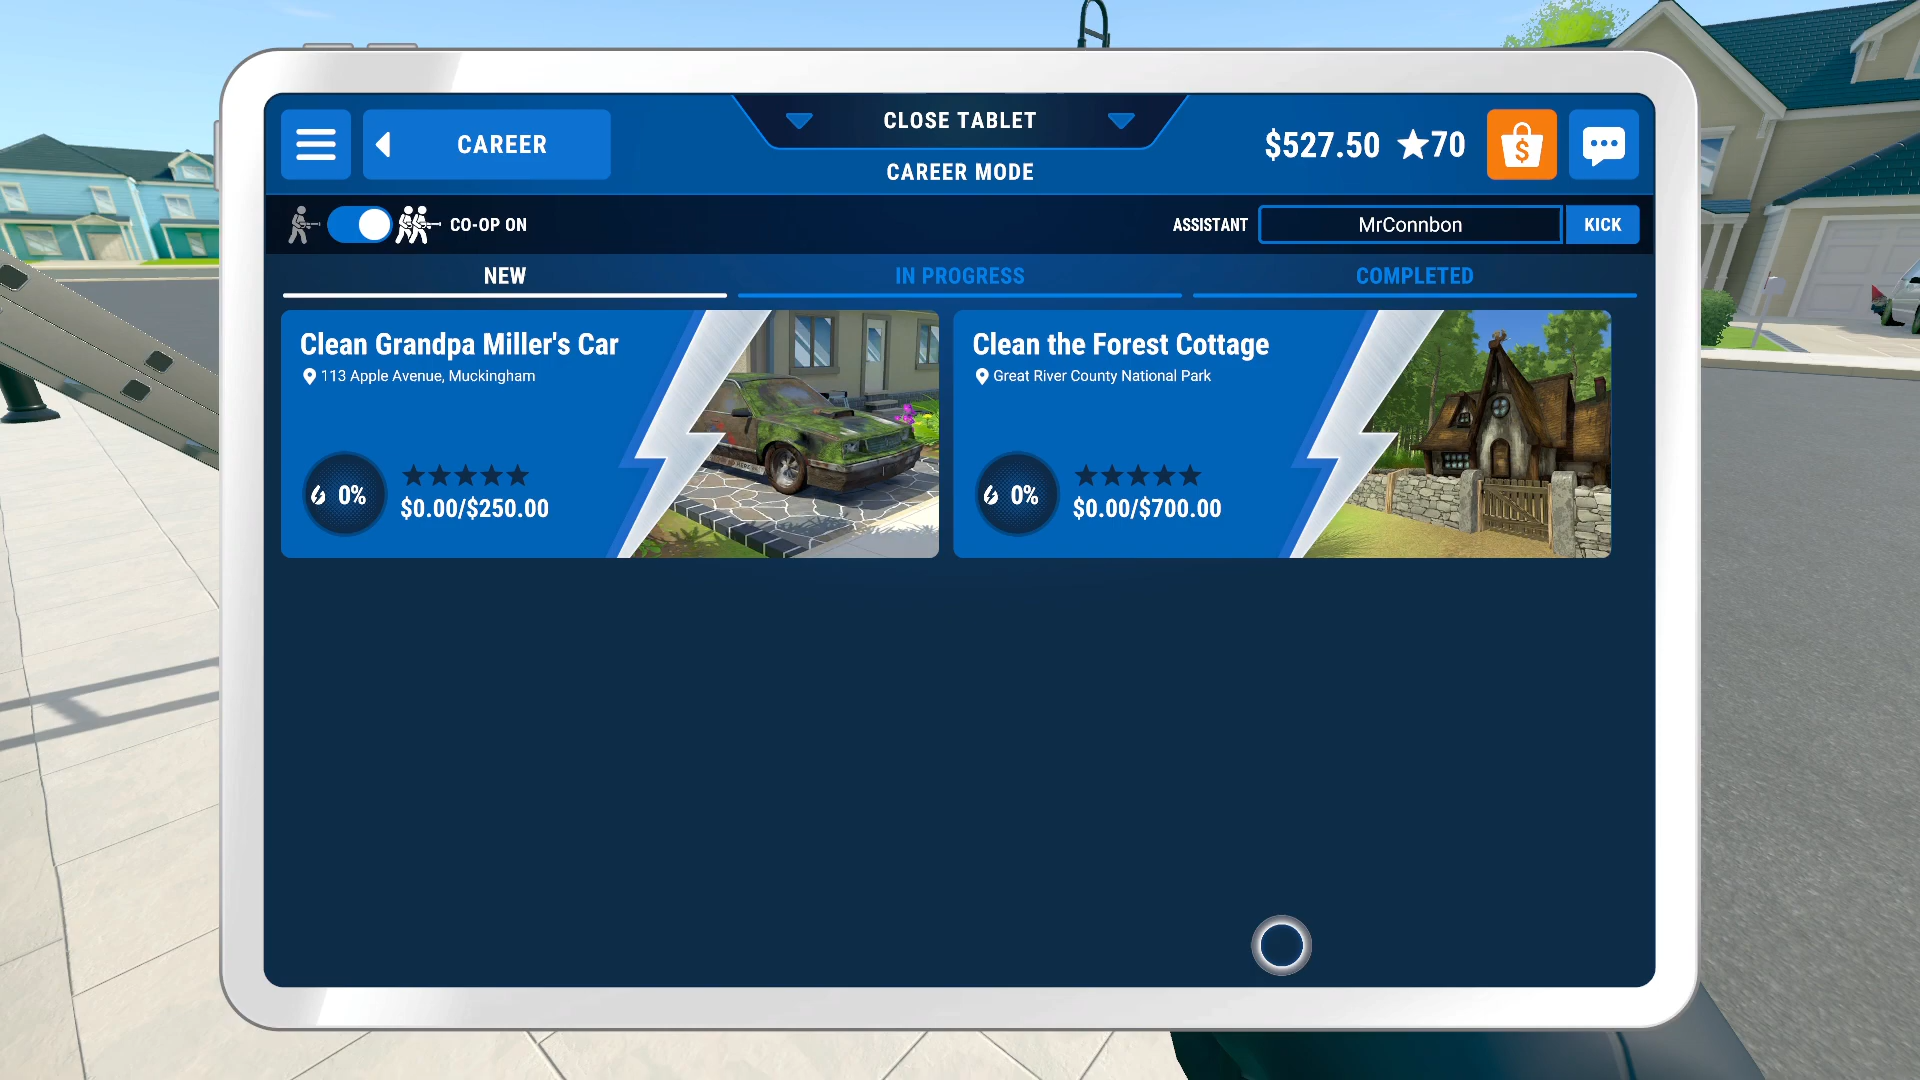 CLOSE TABLET
CAREER
$527.50 ★70
CAREER MODE
CO-OP ON
ASSISTANT
MrConnbon
KICK
NEW
IN PROGRESS
COMPLETED
Clean Grandpa Miller's Car
113 Apple Avenue, Muckingham
0%
★★★★★
$0.00/$250.00
Clean the Forest Cottage
Great River County National Park
0%
★★★★★
$0.00/$700.00